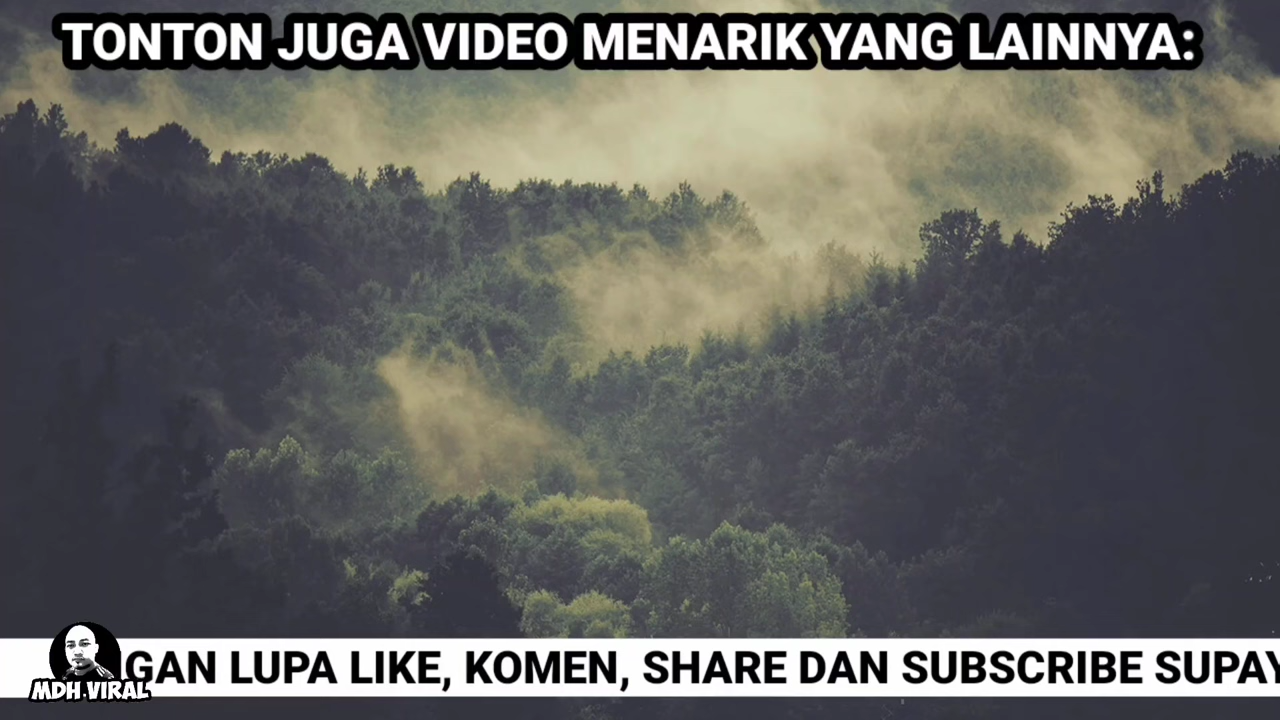 TONTON JUGA VIDEO MENARIK YANG LAINNYA:
GAN LUPA LIKE, KOMEN, SHARE DAN SUBSCRIBE SUPAY
MDH VIRAL